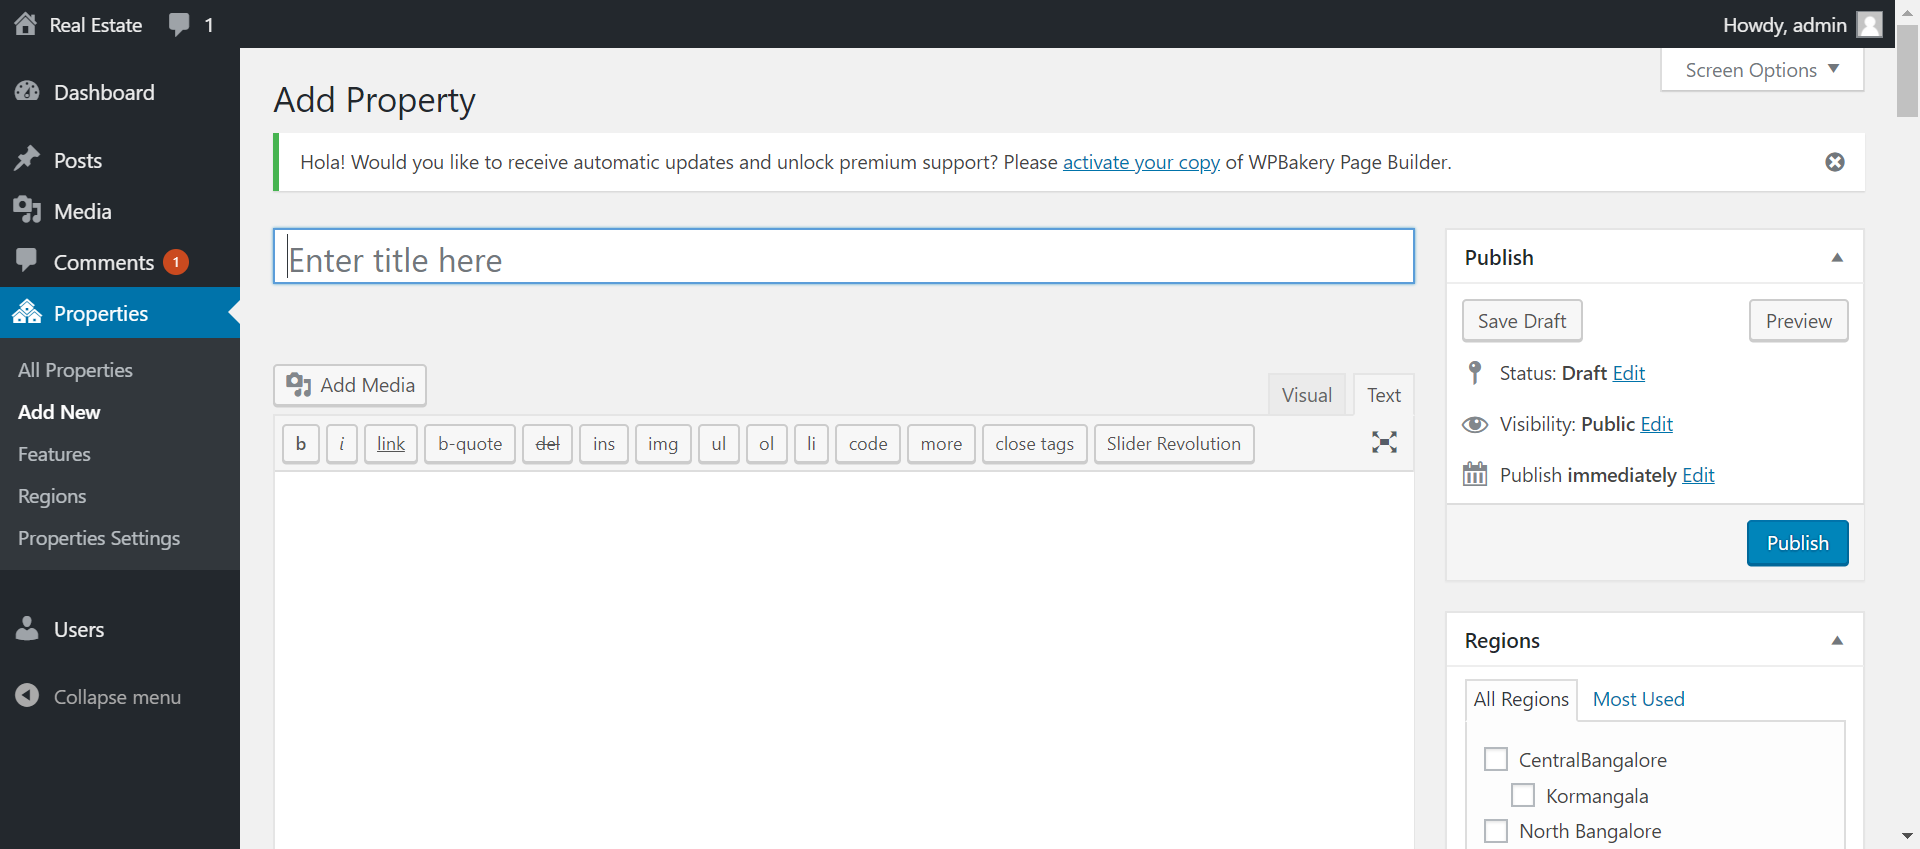 Real Estate 1 Howdy, admin
Screen Options
Dashboard
Posts
Media
Comments 1
Properties
All Properties
Add New
Features
Regions
Properties Settings
Users
Collapse menu
Add Property
Hola! Would you like to receive automatic updates and unlock premium support? Please activate your copy of WPBakery Page Builder.
Enter title here
Add Media
Visual Text
b i link b-quote del ins img ul ol li code more close tags Slider Revolution
Publish
Save Draft Preview
Status: Draft Edit
Visibility: Public Edit
Publish immediately Edit
Publish
Regions
All Regions Most Used
CentralBangalore
Kormangala
North Bangalore